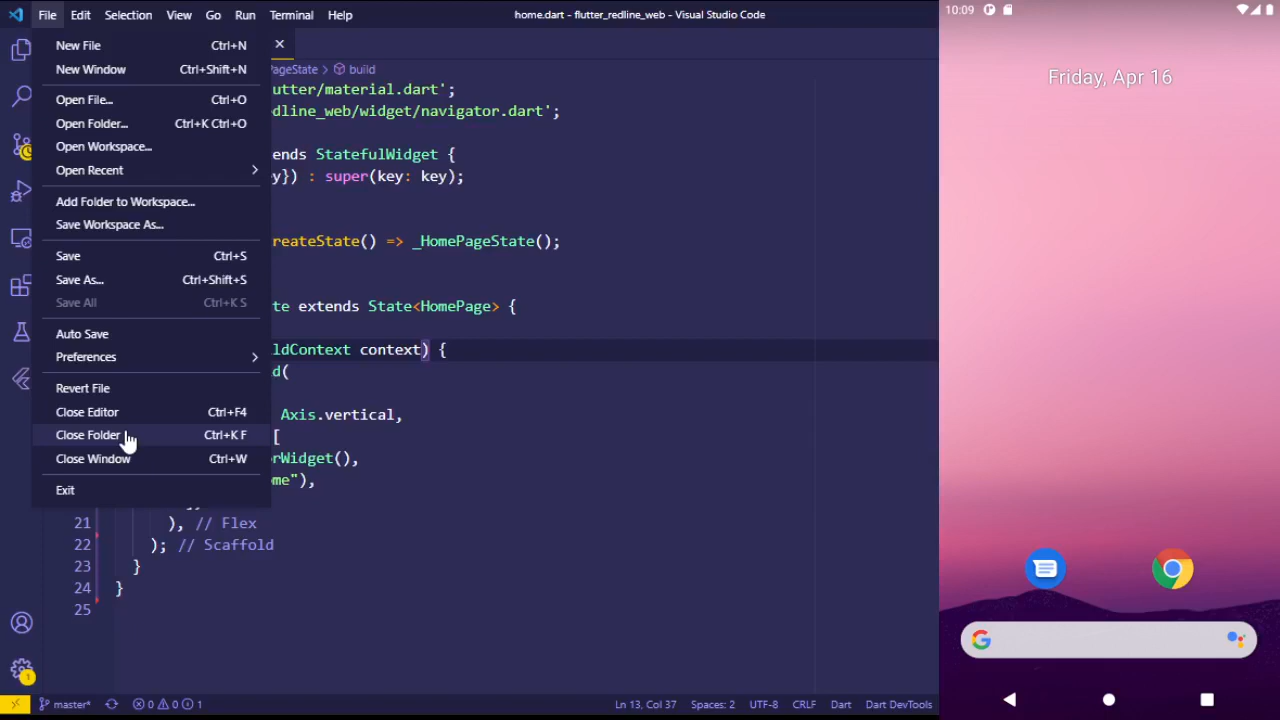 File Edit Selection View Go Run Terminal Help
home.dart - flutter_redline_web - Visual Studio Code
New File Ctrl+N
New Window Ctrl+Shift+N
Open File... Ctrl+O
Open Folder... Ctrl+K Ctrl+O
Open Workspace...
Open Recent
Add Folder to Workspace...
Save Workspace As...
Save Ctrl+S
Save As... Ctrl+Shift+S
Save All Ctrl+K S
Auto Save
Preferences
Revert File
Close Editor Ctrl+F4
Close Folder Ctrl+K F
Close Window Ctrl+W
Exit
PageState > build
utter/material.dart';
edline_web/widget/navigator.dart';
ends StatefulWidget {
y}) : super(key: key);
reateState() => _HomePageState();
te extends State<HomePage> {
ldContext context) {
d(
Axis.vertical,
[
rWidget(),
me"),
21 ), // Flex
22 ); // Scaffold
23 }
24 }
25
1
master* 0 0 1 Ln 13, Col 37 Spaces: 2 UTF-8 CRLF Dart Dart DevTools
10:09
Friday, Apr 16